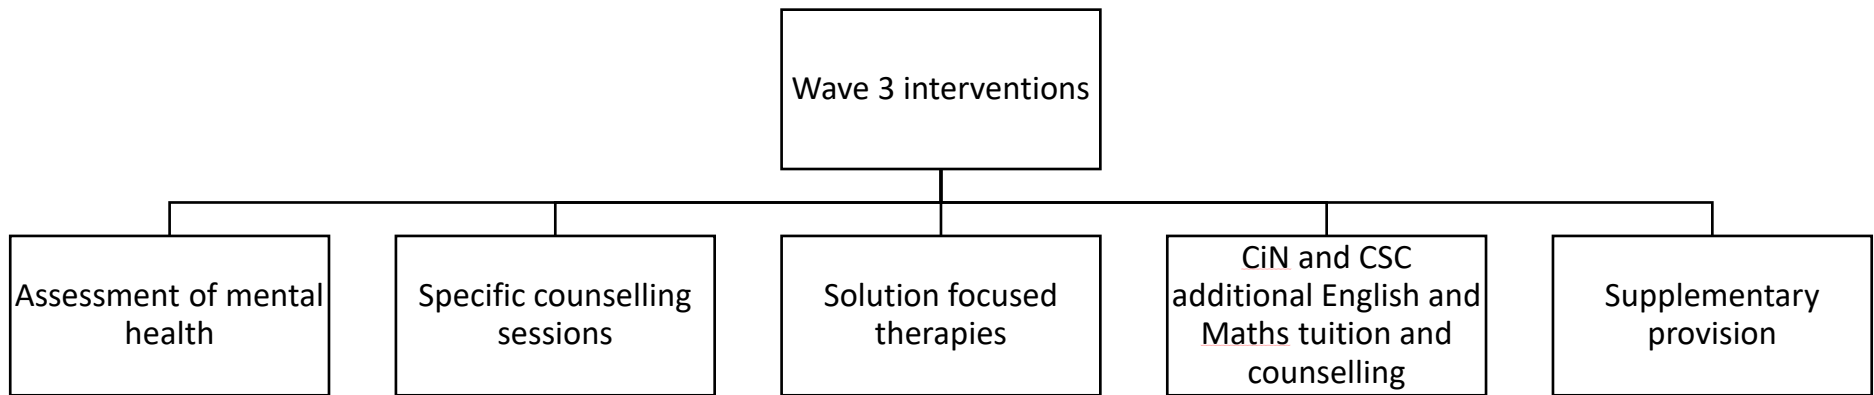 Wave 3 interventions
Assessment of mental
health
Specific counselling
sessions
Solution focused
therapies
CiN and CSC
additional English and
Maths tuition and
counselling
Supplementary
provision